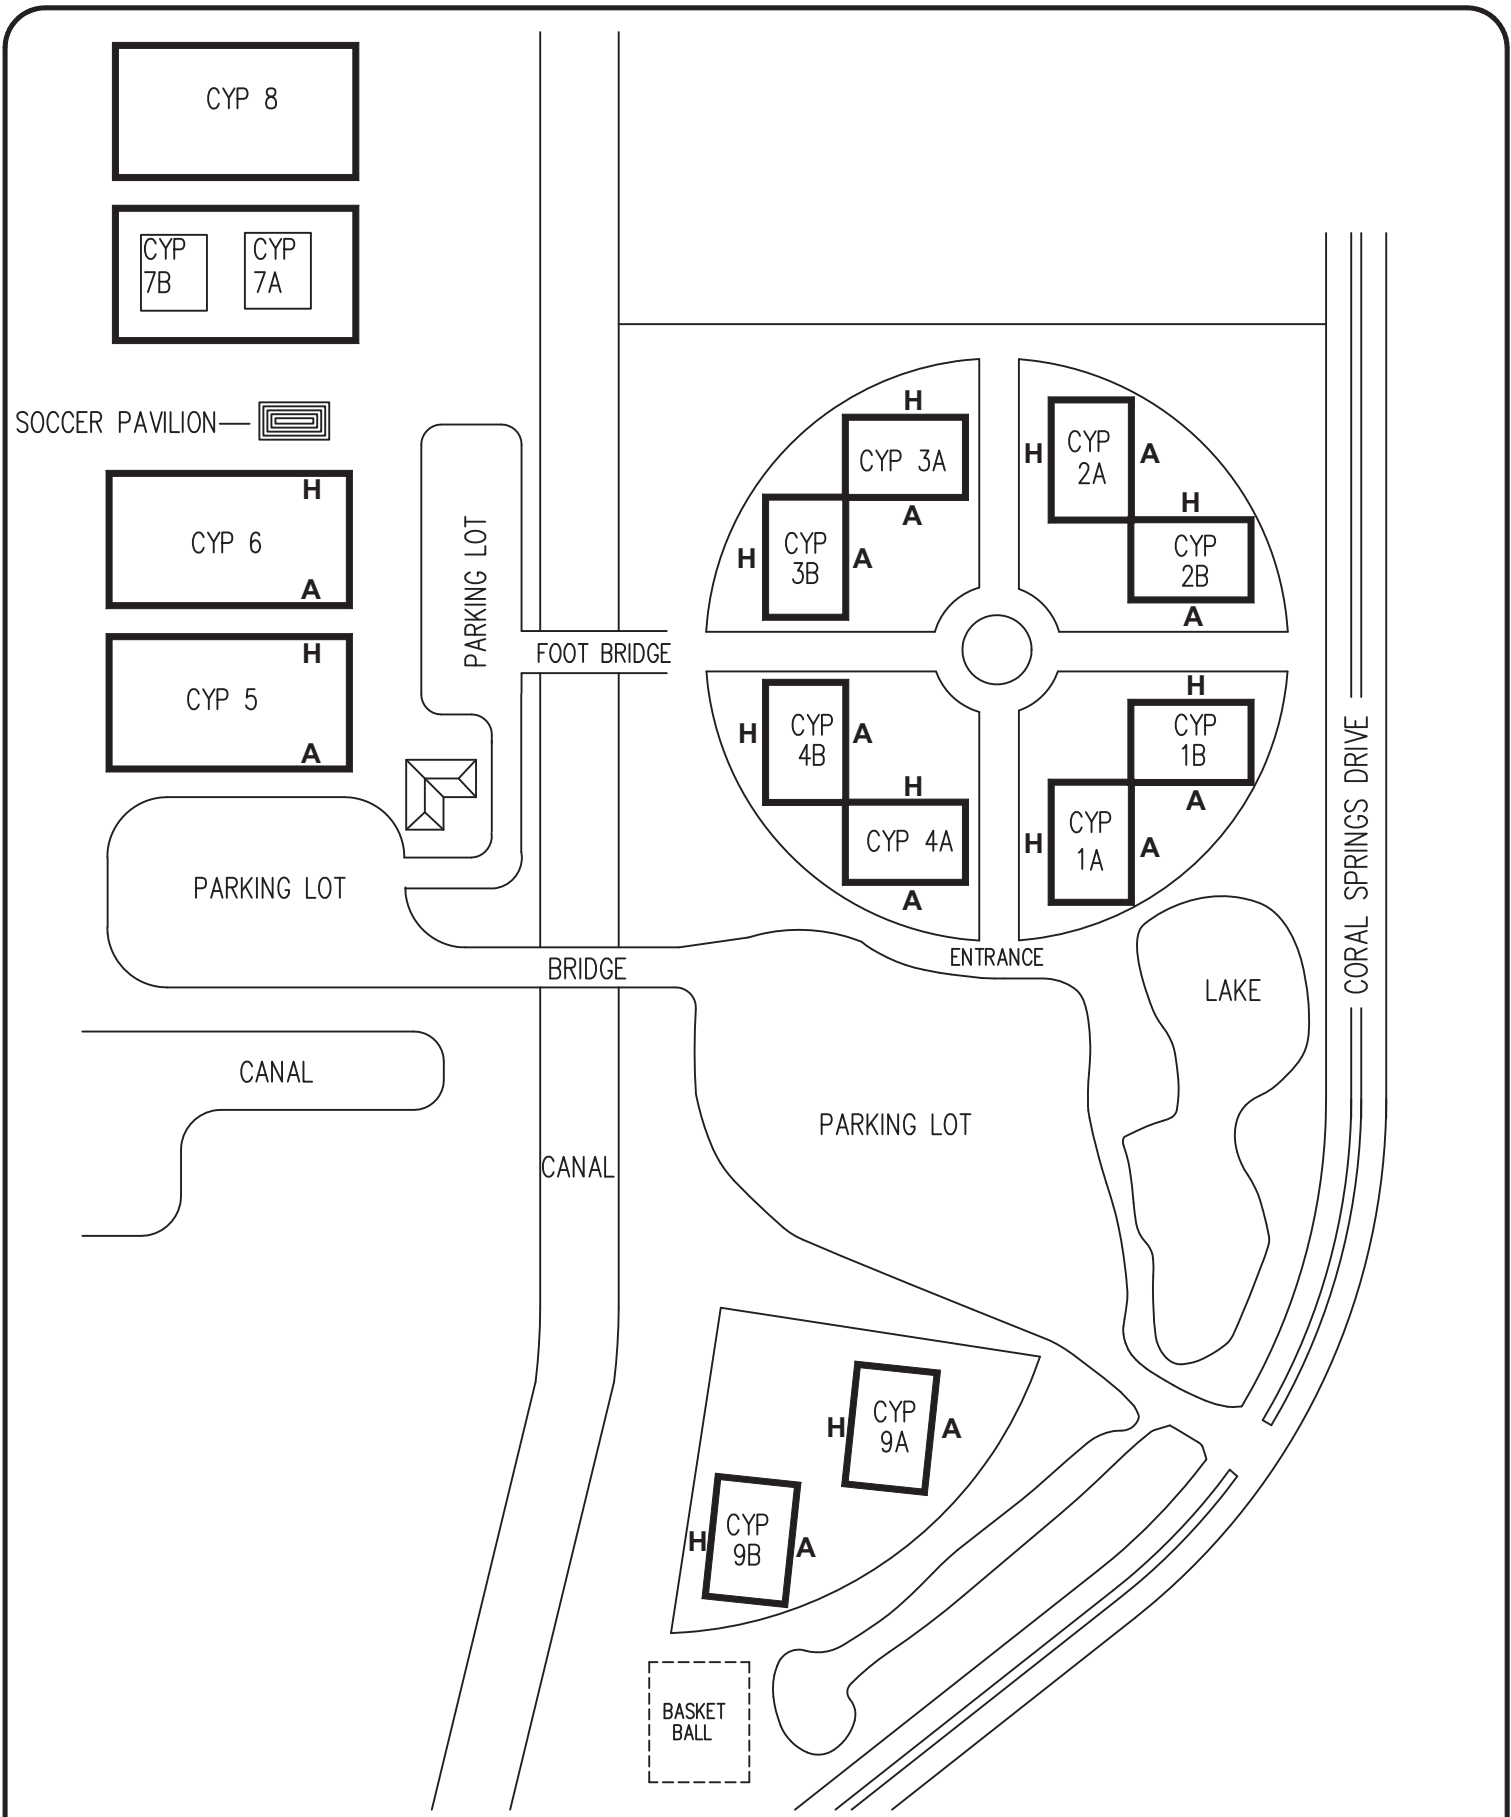 CYP 8
CYP
7B
CYP
7A
SOCCER PAVILION
H
CYP 6
A
H
CYP 5
A
PARKING LOT
FOOT BRIDGE
H
CYP 3A
A
H
CYP
3B
A
H
CYP
2A
A
H
CYP
2B
A
H
CYP
4B
A
H
CYP 4A
A
H
CYP
1B
A
H
CYP
1A
A
CORAL SPRINGS DRIVE
PARKING LOT
BRIDGE
ENTRANCE
LAKE
CANAL
PARKING LOT
CANAL
H
CYP
9A
A
H
CYP
9B
A
BASKET
BALL